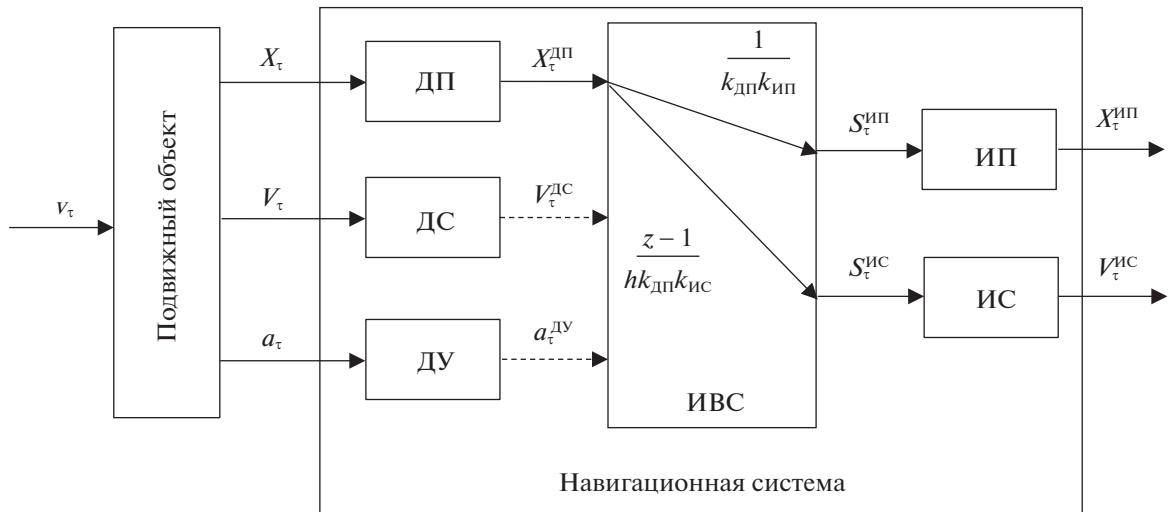 v_τ
Подвижный объект
X_τ
V_τ
a_τ
ДП
ДС
ДУ
X_τ^ДП
V_τ^ДС
a_τ^ДУ
1
k_ДП k_ИП
z − 1
hk_ДП k_ИС
ИВС
S_τ^ИП
S_τ^ИС
ИП
ИС
X_τ^ИП
V_τ^ИС
Навигационная система